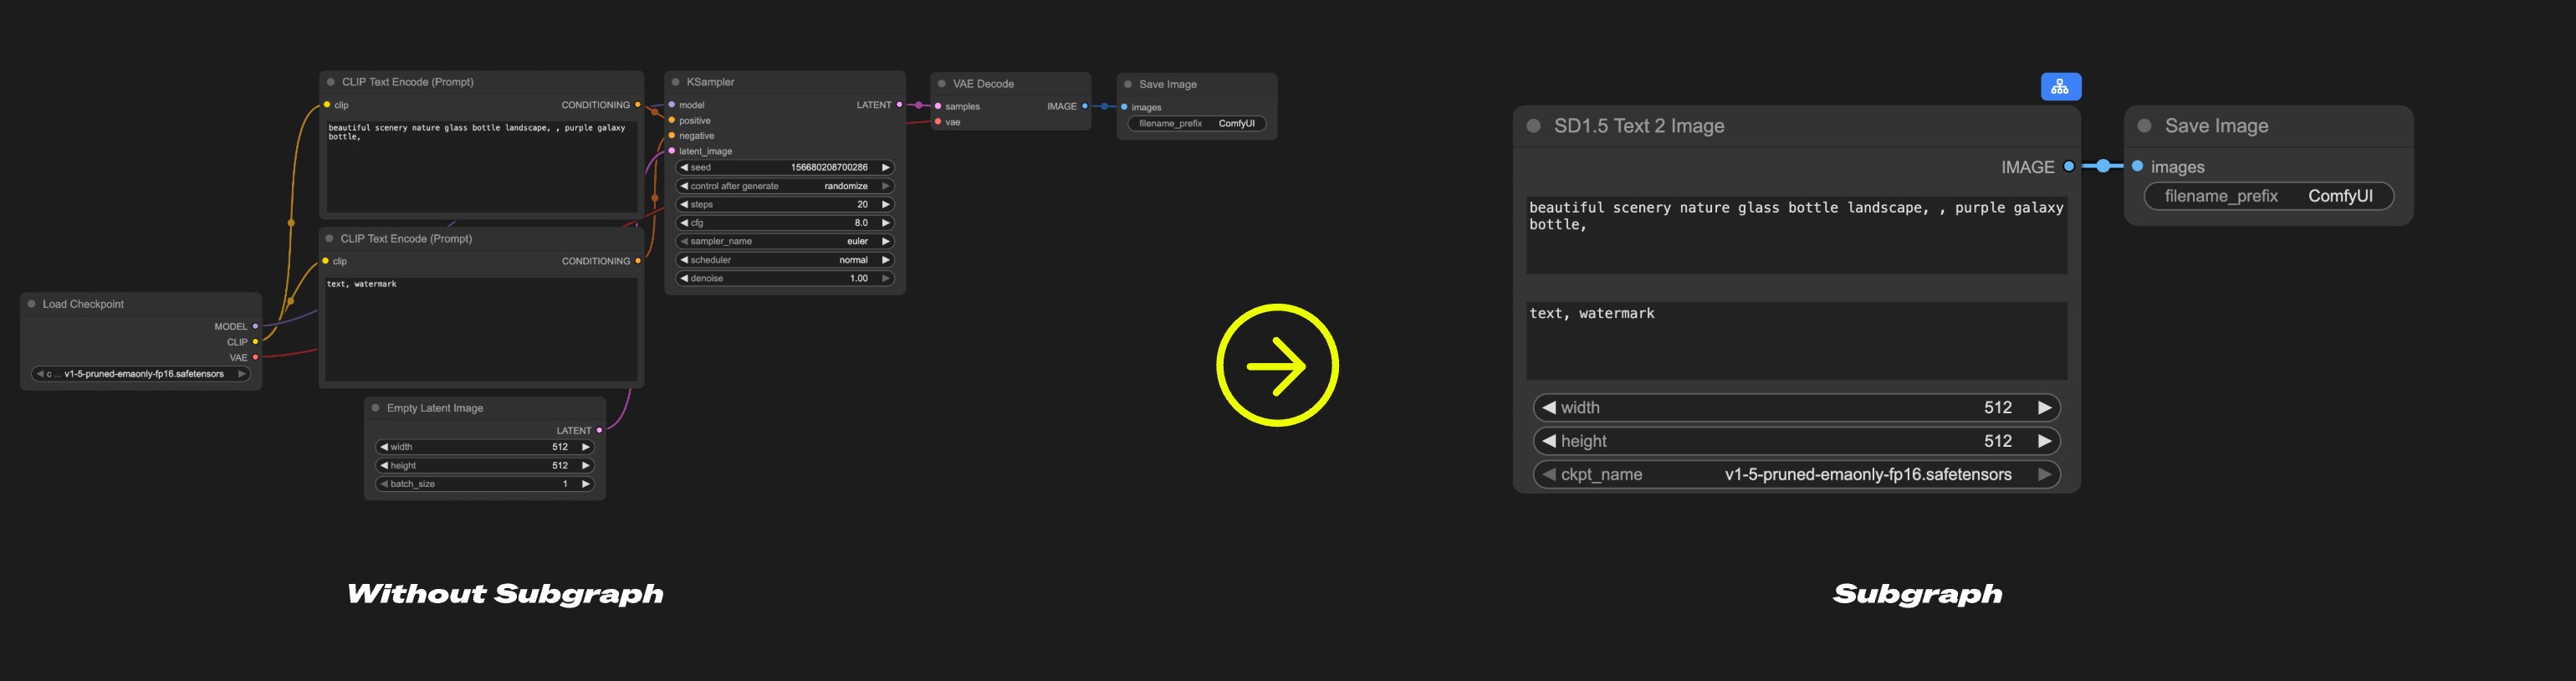 CLIP Text Encode (Prompt)
clip CONDITIONING
beautiful scenery nature glass bottle landscape, , purple galaxy
bottle,
CLIP Text Encode (Prompt)
clip CONDITIONING
text, watermark
Load Checkpoint
MODEL
CLIP
VAE
c ... v1-5-pruned-emaonly-fp16.safetensors
Empty Latent Image
LATENT
width 512
height 512
batch_size 1
KSampler
model LATENT
positive
negative
latent_image
seed 156680208700286
control after generate randomize
steps 20
cfg 8.0
sampler_name euler
scheduler normal
denoise 1.00
VAE Decode
samples IMAGE
vae
Save Image
images
filename_prefix ComfyUI
Without Subgraph
SD1.5 Text 2 Image
IMAGE
beautiful scenery nature glass bottle landscape, , purple galaxy
bottle,
text, watermark
width 512
height 512
ckpt_name v1-5-pruned-emaonly-fp16.safetensors
Save Image
images
filename_prefix ComfyUI
Subgraph